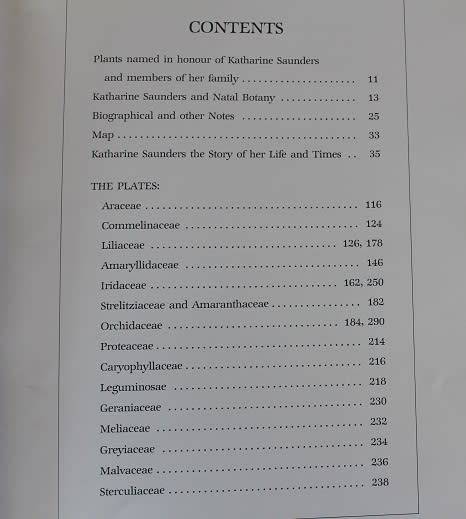 CONTENTS
Plants named in honour of Katharine Saunders
and members of her family ..................... 11
Katharine Saunders and Natal Botany .............. 13
Biographical and other Notes ..................... 25
Map ............................................ 33
Katharine Saunders the Story of her Life and Times .. 35
THE PLATES:
Araceae ....................................... 116
Commelinaceae ................................ 124
Liliaceae ................................. 126, 178
Amaryllidaceae ................................ 146
Iridaceae ................................. 162, 250
Strelitziaceae and Amaranthaceae ............... 182
Orchidaceae .............................. 184, 290
Proteaceae .................................... 214
Caryophyllaceae ................................ 216
Leguminosae ................................... 218
Geraniaceae ................................... 230
Meliaceae ..................................... 232
Greyiaceae .................................... 234
Malvaceae ..................................... 236
Sterculiaceae .................................. 238